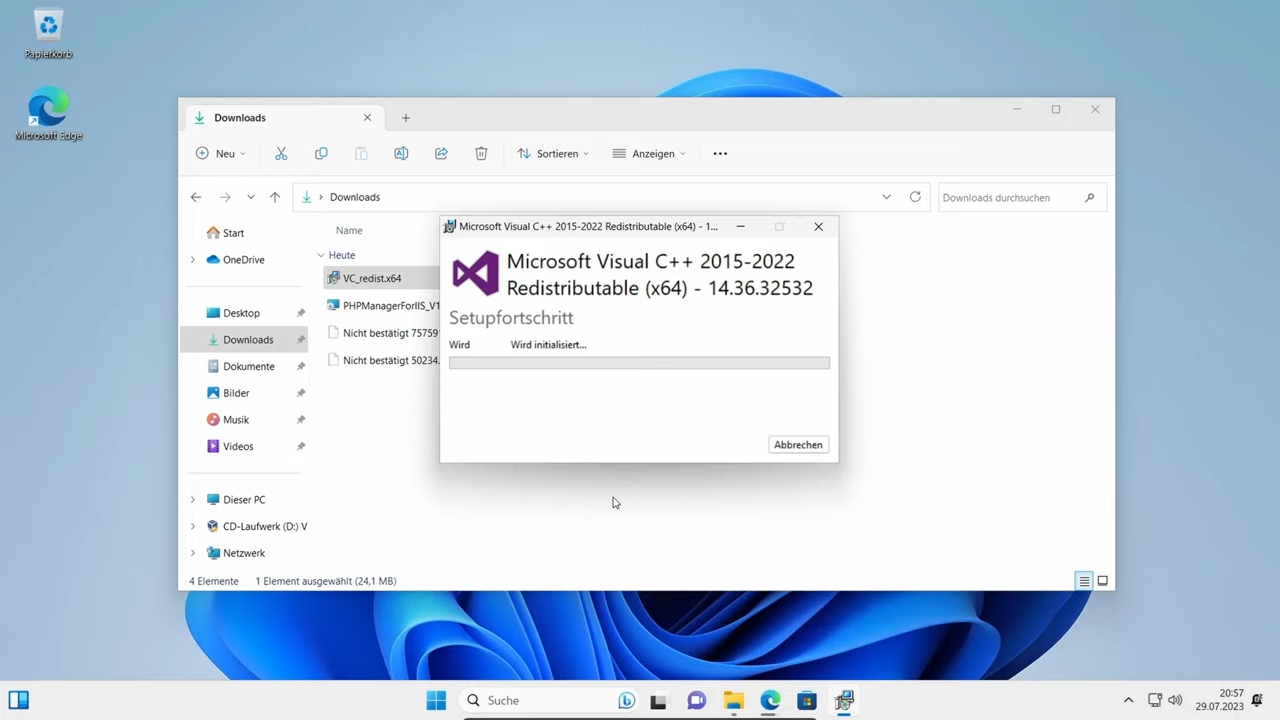 Papierkorb
Microsoft Edge
Downloads
Neu
Sortieren
Anzeigen
Downloads
Downloads durchsuchen
Start
OneDrive
Desktop
Downloads
Dokumente
Bilder
Musik
Videos
Dieser PC
CD-Laufwerk (D:) V
Netzwerk
Name
Heute
VC_redist.x64
PHPManagerForIIS_V1
Nicht bestätigt 75759
Nicht bestätigt 50234.
Microsoft Visual C++ 2015-2022 Redistributable (x64) - 1...
Microsoft Visual C++ 2015-2022
Redistributable (x64) - 14.36.32532
Setupfortschritt
Wird Wird initialisiert...
Abbrechen
4 Elemente 1 Element ausgewählt (24,1 MB)
Suche
20:57
29.07.2023